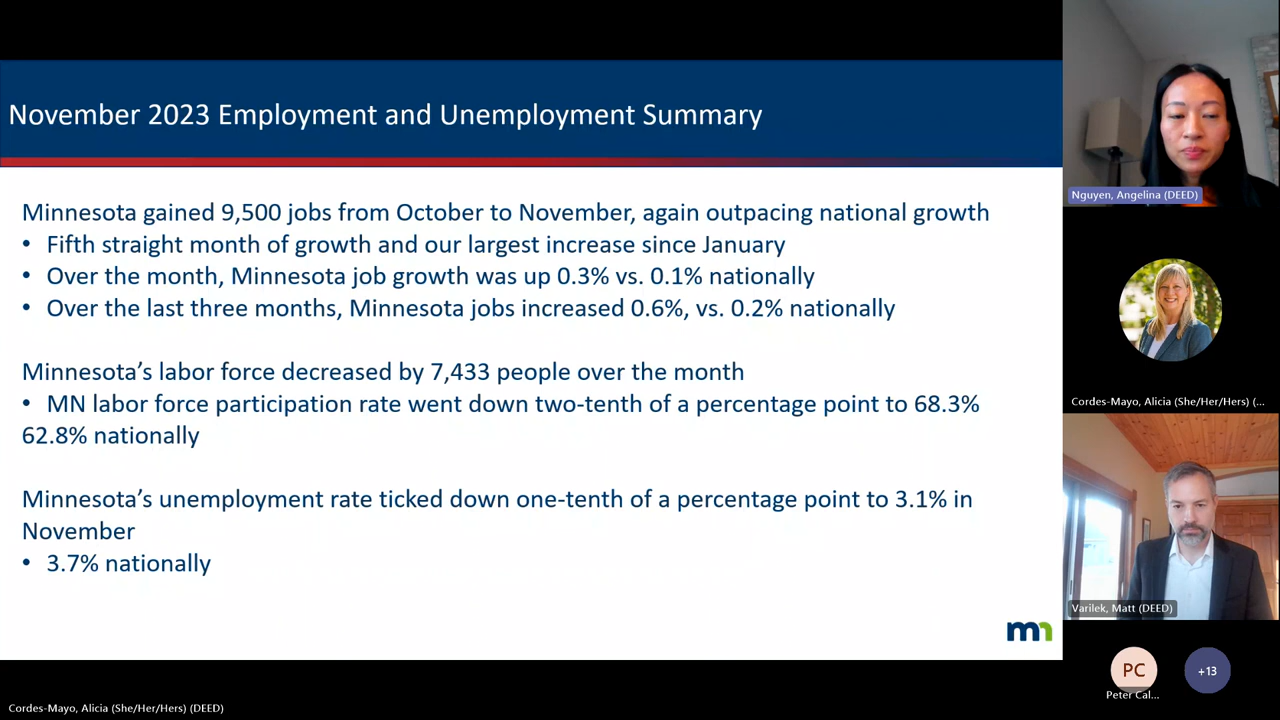 November 2023 Employment and Unemployment Summary
Minnesota gained 9,500 jobs from October to November, again outpacing national growth
• Fifth straight month of growth and our largest increase since January
• Over the month, Minnesota job growth was up 0.3% vs. 0.1% nationally
• Over the last three months, Minnesota jobs increased 0.6%, vs. 0.2% nationally
Minnesota’s labor force decreased by 7,433 people over the month
• MN labor force participation rate went down two-tenth of a percentage point to 68.3%
62.8% nationally
Minnesota’s unemployment rate ticked down one-tenth of a percentage point to 3.1% in
November
• 3.7% nationally
mn
Cordes-Mayo, Alicia (She/Her/Hers) (DEED)
Nguyen, Angelina (DEED)
Cordes-Mayo, Alicia (She/Her/Hers) (...
Varilek, Matt (DEED)
PC
Peter Cal...
+13